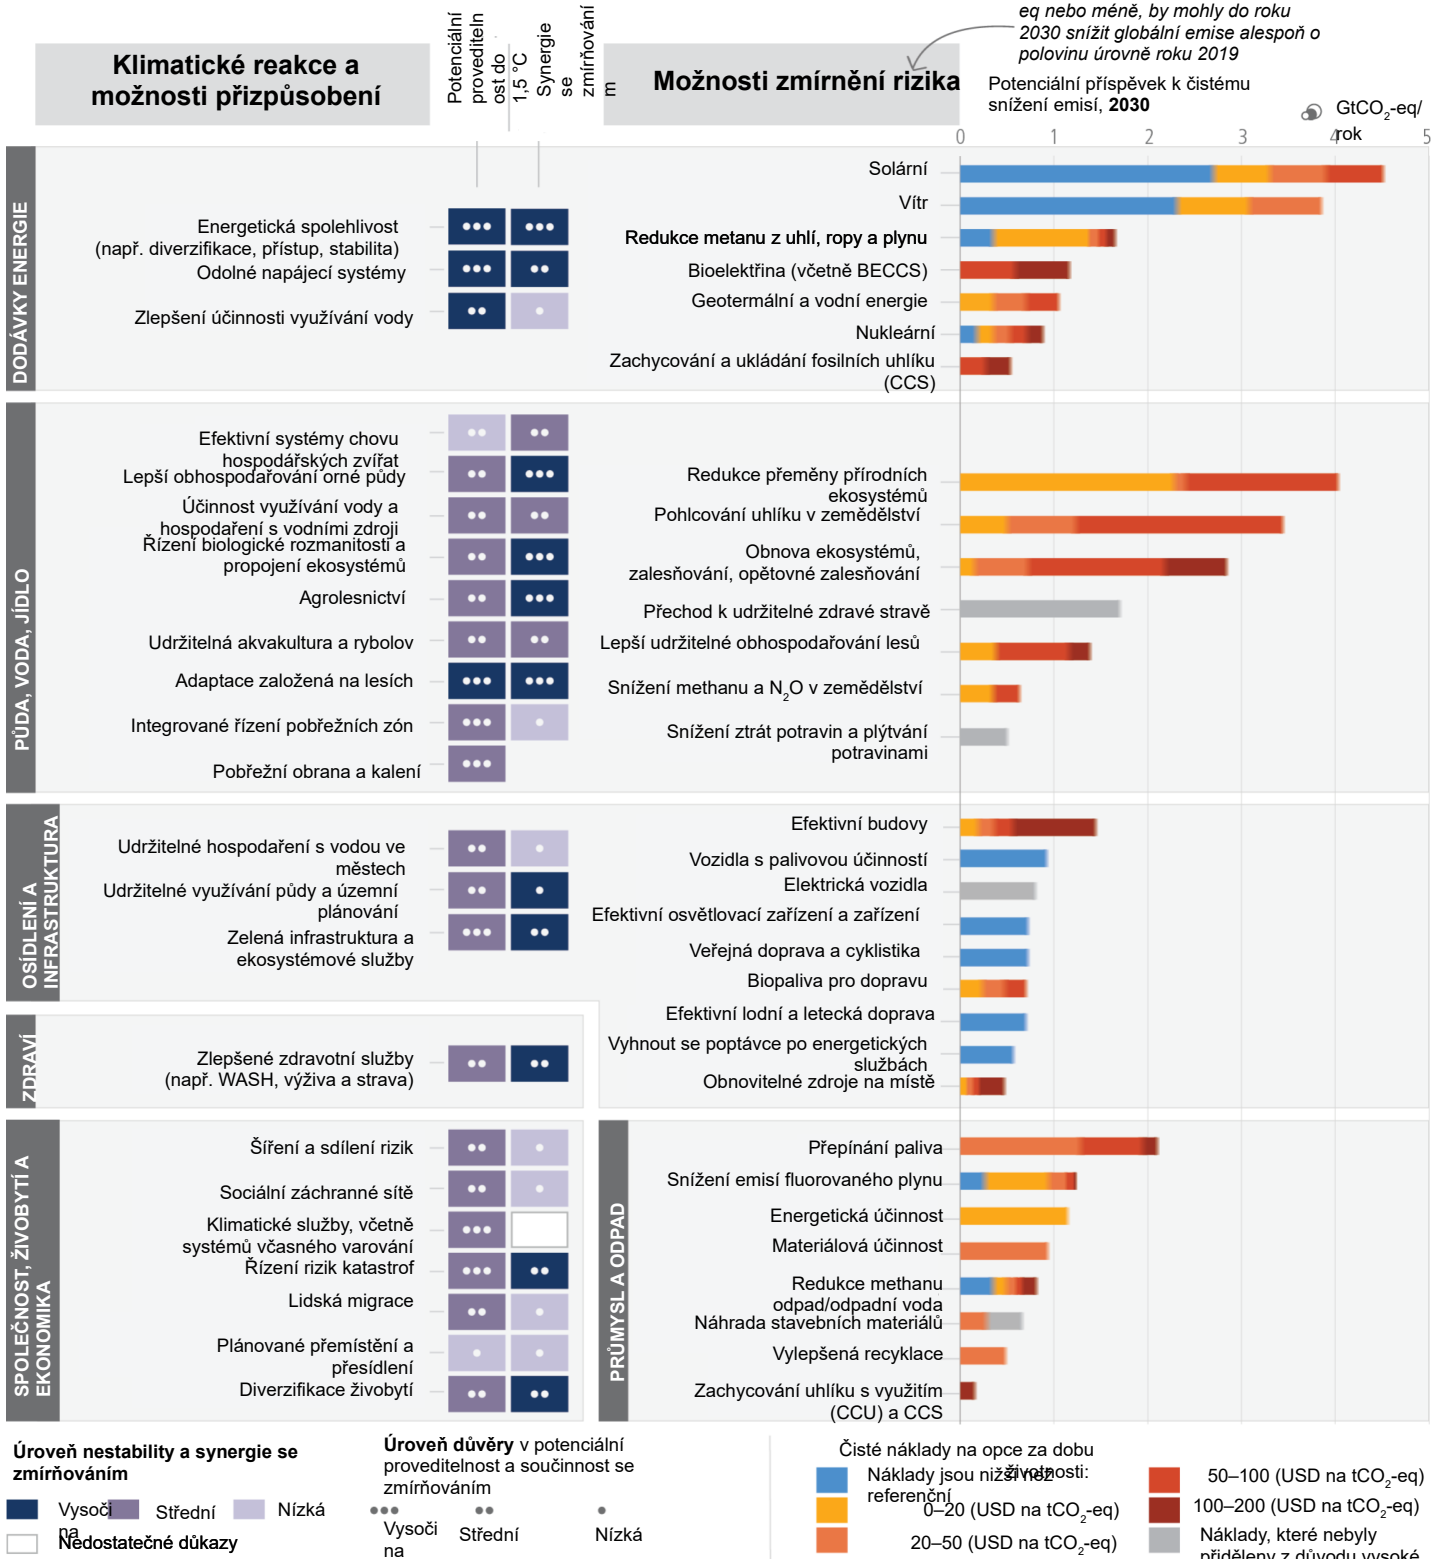 eq nebo méně, by mohly do roku
2030 snížit globální emise alespoň o
polovinu úrovně roku 2019
Klimatické reakce a
možnosti přizpůsobení
Potenciální
provediteln
ost do
1,5 °C
Synergie
se
zmírňování
m
Možnosti zmírnění rizika
Potenciální příspěvek k čistému
snížení emisí, 2030
GtCO2-eq/
rok
0 1 2 3 4 5
DODÁVKY ENERGIE
Energetická spolehlivost
(např. diverzifikace, přístup, stabilita)
Odolné napájecí systémy
Zlepšení účinnosti využívání vody
Solární
Vítr
Redukce metanu z uhlí, ropy a plynu
Bioelektřina (včetně BECCS)
Geotermální a vodní energie
Nukleární
Zachycování a ukládání fosilních uhlíku
(CCS)
PŮDA, VODA, JÍDLO
Efektivní systémy chovu
hospodářských zvířat
Lepší obhospodařování orné půdy
Účinnost využívání vody a
hospodaření s vodními zdroji
Řízení biologické rozmanitosti a
propojení ekosystémů
Agrolesnictví
Udržitelná akvakultura a rybolov
Adaptace založená na lesích
Integrované řízení pobřežních zón
Pobřežní obrana a kalení
Redukce přeměny přírodních
ekosystémů
Pohlcování uhlíku v zemědělství
Obnova ekosystémů,
zalesňování, opětovné zalesňování
Přechod k udržitelné zdravé stravě
Lepší udržitelné obhospodařování lesů
Snížení methanu a N2O v zemědělství
Snížení ztrát potravin a plýtvání
potravinami
OSÍDLENÍ A
INFRASTRUKTURA
Udržitelné hospodaření s vodou ve
městech
Udržitelné využívání půdy a územní
plánování
Zelená infrastruktura a
ekosystémové služby
Efektivní budovy
Vozidla s palivovou účinností
Elektrická vozidla
Efektivní osvětlovací zařízení a zařízení
Veřejná doprava a cyklistika
Biopaliva pro dopravu
Efektivní lodní a letecká doprava
Vyhnout se poptávce po energetických
službách
Obnovitelné zdroje na místě
ZDRAVÍ
Zlepšené zdravotní služby
(např. WASH, výživa a strava)
SPOLEČNOST, ŽIVOBYTÍ A
EKONOMIKA
Šíření a sdílení rizik
Sociální záchranné sítě
Klimatické služby, včetně
systémů včasného varování
Řízení rizik katastrof
Lidská migrace
Plánované přemístění a
přesídlení
Diverzifikace živobytí
PRŮMYSL A ODPAD
Přepínání paliva
Snížení emisí fluorovaného plynu
Energetická účinnost
Materiálová účinnost
Redukce methanu
odpad/odpadní voda
Náhrada stavebních materiálů
Vylepšená recyklace
Zachycování uhlíku s využitím
(CCU) a CCS
Úroveň nestability a synergie se
zmírňováním
Vysoči
na
Střední
Nízká
Nedostatečné důkazy
Úroveň důvěry v potenciální
proveditelnost a součinnost se
zmírňováním
Vysoči
na
Střední
Nízká
Čisté náklady na opce za dobu
životnosti:
Náklady jsou nižší než
referenční
0–20 (USD na tCO2-eq)
20–50 (USD na tCO2-eq)
50–100 (USD na tCO2-eq)
100–200 (USD na tCO2-eq)
Náklady, které nebyly
přiděleny z důvodu vysoké